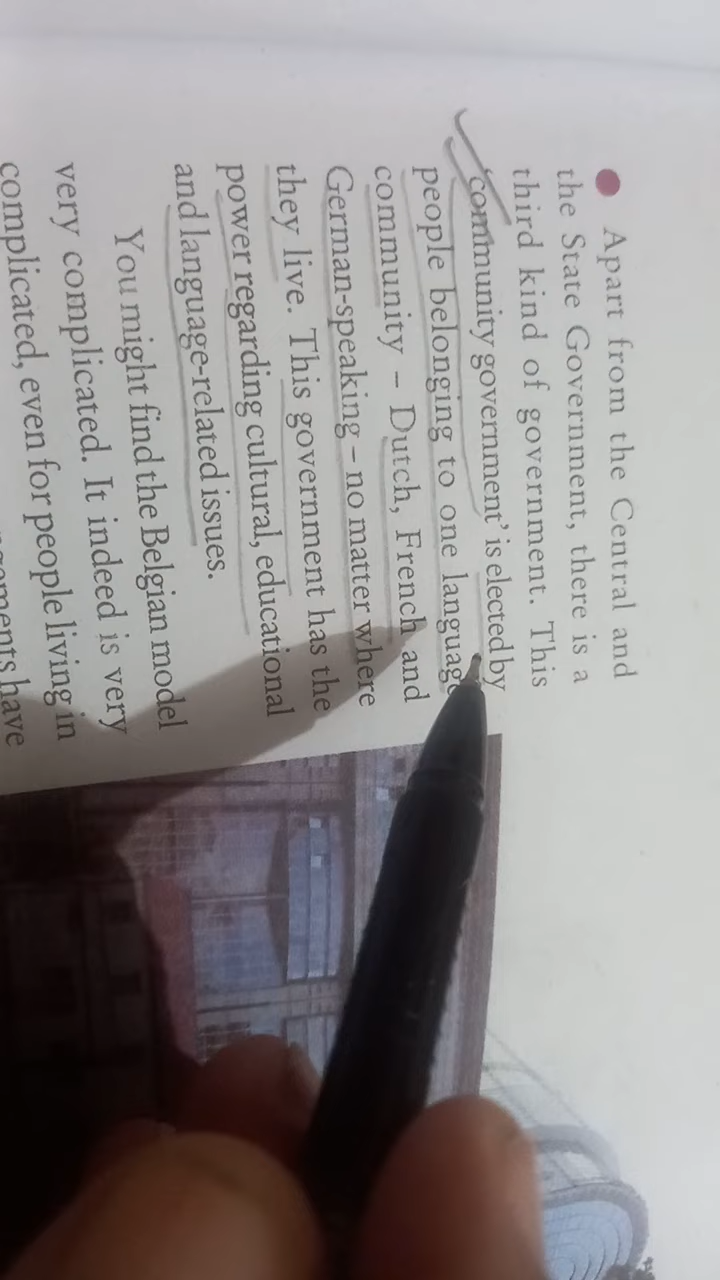 ● Apart from the Central and
the State Government, there is a
third kind of government. This
‘community government’ is elected by
people belonging to one language
community – Dutch, French and
German-speaking – no matter where
they live. This government has the
power regarding cultural, educational
and language-related issues.
You might find the Belgian model
very complicated. It indeed is very
complicated, even for people living in
have